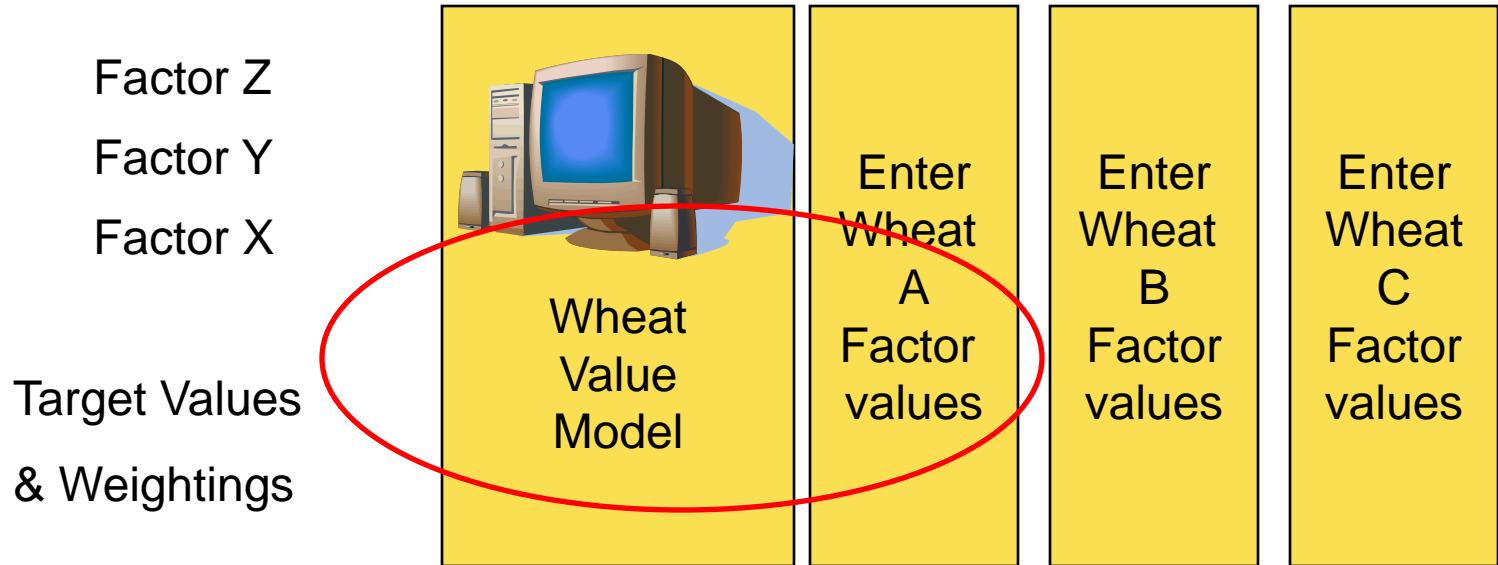 Factor Z
Factor Y
Factor X
Target Values
& Weightings
Wheat
Value
Model
Enter
Wheat
A
Factor
values
Enter
Wheat
B
Factor
values
Enter
Wheat
C
Factor
values